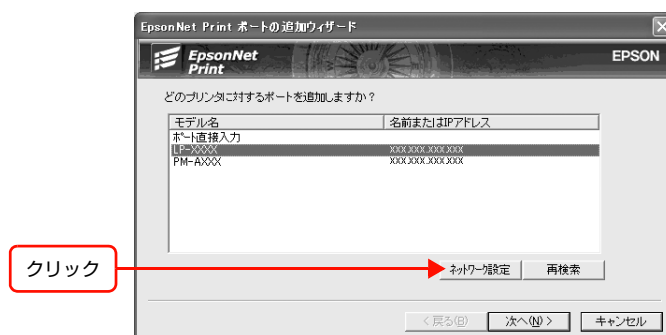 EpsonNet Print ポートの追加ウィザード
EpsonNet
Print
EPSON
どのプリンタに対するポートを追加しますか？
モデル名 名前またはIPアドレス
ポート直接入力
LP-XXXX XXX.XXX.XXX.XXX
PM-AXXX XXX.XXX.XXX.XXX
クリック
ネットワーク設定 再検索
< 戻る(B) 次へ(N) > キャンセル